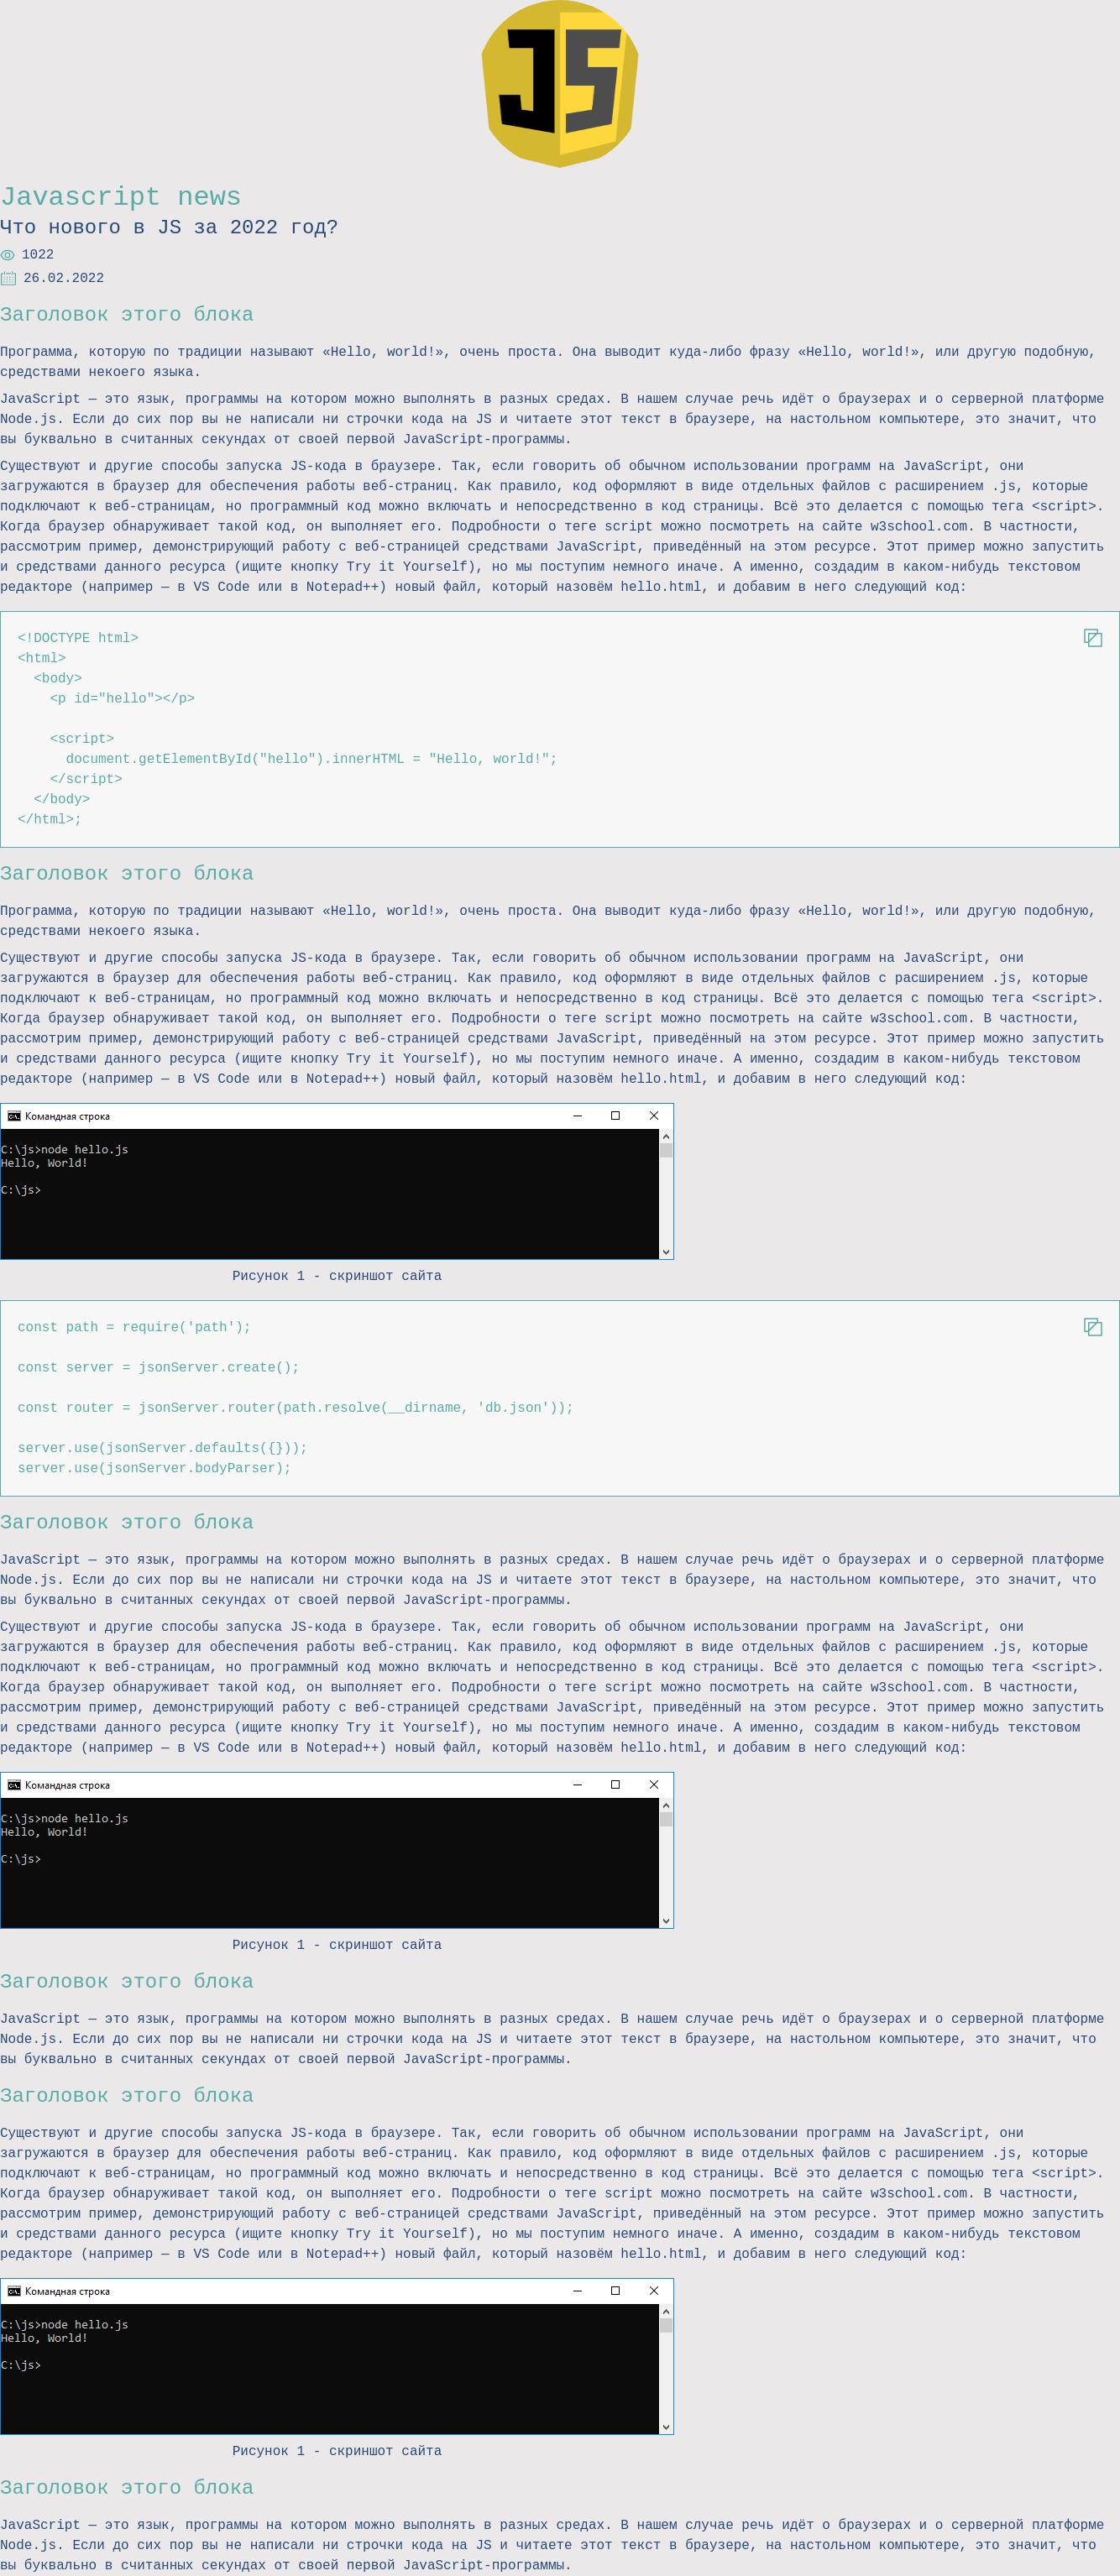 JS
Javascript news
Что нового в JS за 2022 год?
1022
26.02.2022
Заголовок этого блока
Программа, которую по традиции называют «Hello, world!», очень проста. Она выводит куда-либо фразу «Hello, world!», или другую подобную,
средствами некоего языка.
JavaScript — это язык, программы на котором можно выполнять в разных средах. В нашем случае речь идёт о браузерах и о серверной платформе
Node.js. Если до сих пор вы не написали ни строчки кода на JS и читаете этот текст в браузере, на настольном компьютере, это значит, что
вы буквально в считанных секундах от своей первой JavaScript-программы.
Существуют и другие способы запуска JS-кода в браузере. Так, если говорить об обычном использовании программ на JavaScript, они
загружаются в браузер для обеспечения работы веб-страниц. Как правило, код оформляют в виде отдельных файлов с расширением .js, которые
подключают к веб-страницам, но программный код можно включать и непосредственно в код страницы. Всё это делается с помощью тега <script>.
Когда браузер обнаруживает такой код, он выполняет его. Подробности о теге script можно посмотреть на сайте w3school.com. В частности,
рассмотрим пример, демонстрирующий работу с веб-страницей средствами JavaScript, приведённый на этом ресурсе. Этот пример можно запустить
и средствами данного ресурса (ищите кнопку Try it Yourself), но мы поступим немного иначе. А именно, создадим в каком-нибудь текстовом
редакторе (например — в VS Code или в Notepad++) новый файл, который назовём hello.html, и добавим в него следующий код:
<!DOCTYPE html>
<html>
  <body>
    <p id="hello"></p>

    <script>
      document.getElementById("hello").innerHTML = "Hello, world!";
    </script>
  </body>
</html>;
Заголовок этого блока
Программа, которую по традиции называют «Hello, world!», очень проста. Она выводит куда-либо фразу «Hello, world!», или другую подобную,
средствами некоего языка.
Существуют и другие способы запуска JS-кода в браузере. Так, если говорить об обычном использовании программ на JavaScript, они
загружаются в браузер для обеспечения работы веб-страниц. Как правило, код оформляют в виде отдельных файлов с расширением .js, которые
подключают к веб-страницам, но программный код можно включать и непосредственно в код страницы. Всё это делается с помощью тега <script>.
Когда браузер обнаруживает такой код, он выполняет его. Подробности о теге script можно посмотреть на сайте w3school.com. В частности,
рассмотрим пример, демонстрирующий работу с веб-страницей средствами JavaScript, приведённый на этом ресурсе. Этот пример можно запустить
и средствами данного ресурса (ищите кнопку Try it Yourself), но мы поступим немного иначе. А именно, создадим в каком-нибудь текстовом
редакторе (например — в VS Code или в Notepad++) новый файл, который назовём hello.html, и добавим в него следующий код:
Командная строка
C:\js>node hello.js
Hello, World!
C:\js>
Рисунок 1 - скриншот сайта
const path = require('path');

const server = jsonServer.create();

const router = jsonServer.router(path.resolve(__dirname, 'db.json'));

server.use(jsonServer.defaults({}));
server.use(jsonServer.bodyParser);
Заголовок этого блока
JavaScript — это язык, программы на котором можно выполнять в разных средах. В нашем случае речь идёт о браузерах и о серверной платформе
Node.js. Если до сих пор вы не написали ни строчки кода на JS и читаете этот текст в браузере, на настольном компьютере, это значит, что
вы буквально в считанных секундах от своей первой JavaScript-программы.
Существуют и другие способы запуска JS-кода в браузере. Так, если говорить об обычном использовании программ на JavaScript, они
загружаются в браузер для обеспечения работы веб-страниц. Как правило, код оформляют в виде отдельных файлов с расширением .js, которые
подключают к веб-страницам, но программный код можно включать и непосредственно в код страницы. Всё это делается с помощью тега <script>.
Когда браузер обнаруживает такой код, он выполняет его. Подробности о теге script можно посмотреть на сайте w3school.com. В частности,
рассмотрим пример, демонстрирующий работу с веб-страницей средствами JavaScript, приведённый на этом ресурсе. Этот пример можно запустить
и средствами данного ресурса (ищите кнопку Try it Yourself), но мы поступим немного иначе. А именно, создадим в каком-нибудь текстовом
редакторе (например — в VS Code или в Notepad++) новый файл, который назовём hello.html, и добавим в него следующий код:
Командная строка
C:\js>node hello.js
Hello, World!
C:\js>
Рисунок 1 - скриншот сайта
Заголовок этого блока
JavaScript — это язык, программы на котором можно выполнять в разных средах. В нашем случае речь идёт о браузерах и о серверной платформе
Node.js. Если до сих пор вы не написали ни строчки кода на JS и читаете этот текст в браузере, на настольном компьютере, это значит, что
вы буквально в считанных секундах от своей первой JavaScript-программы.
Заголовок этого блока
Существуют и другие способы запуска JS-кода в браузере. Так, если говорить об обычном использовании программ на JavaScript, они
загружаются в браузер для обеспечения работы веб-страниц. Как правило, код оформляют в виде отдельных файлов с расширением .js, которые
подключают к веб-страницам, но программный код можно включать и непосредственно в код страницы. Всё это делается с помощью тега <script>.
Когда браузер обнаруживает такой код, он выполняет его. Подробности о теге script можно посмотреть на сайте w3school.com. В частности,
рассмотрим пример, демонстрирующий работу с веб-страницей средствами JavaScript, приведённый на этом ресурсе. Этот пример можно запустить
и средствами данного ресурса (ищите кнопку Try it Yourself), но мы поступим немного иначе. А именно, создадим в каком-нибудь текстовом
редакторе (например — в VS Code или в Notepad++) новый файл, который назовём hello.html, и добавим в него следующий код:
Командная строка
C:\js>node hello.js
Hello, World!
C:\js>
Рисунок 1 - скриншот сайта
Заголовок этого блока
JavaScript — это язык, программы на котором можно выполнять в разных средах. В нашем случае речь идёт о браузерах и о серверной платформе
Node.js. Если до сих пор вы не написали ни строчки кода на JS и читаете этот текст в браузере, на настольном компьютере, это значит, что
вы буквально в считанных секундах от своей первой JavaScript-программы.